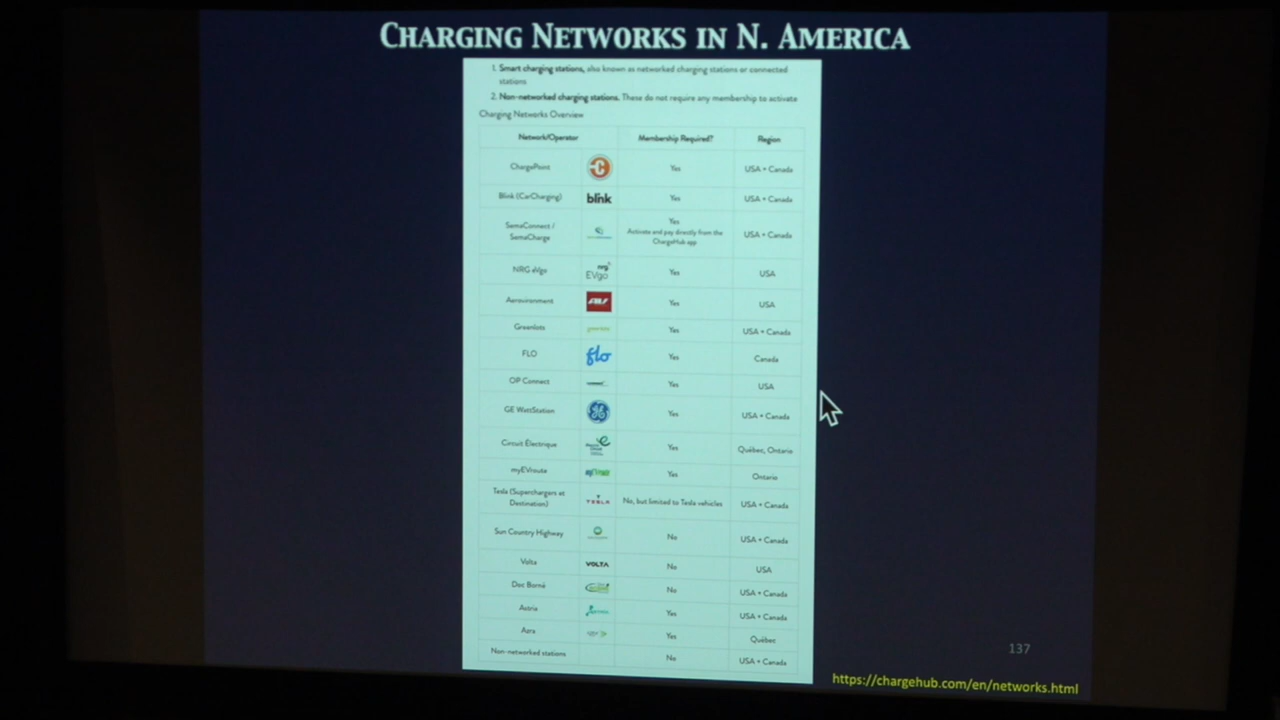 CHARGING NETWORKS IN N. AMERICA
1. Smart charging stations, also known as networked charging stations or connected
stations
2. Non-networked charging stations. These do not require any membership to activate
Charging Networks Overview
Network/Operator Membership Required? Region
ChargePoint C Yes USA + Canada
Blink (CarCharging) blink Yes USA + Canada
SemaConnect /
SemaCharge
Yes
Activate and pay directly from the
ChargeHub app
USA + Canada
NRG eVgo nrg EVgo Yes USA
Aerovironment AV Yes USA
Greenlots greenlots Yes USA + Canada
FLO flo Yes Canada
OP Connect Yes USA
GE WattStation GE Yes USA + Canada
Circuit Électrique Yes Québec, Ontario
myEVroute Yes Ontario
Tesla (Superchargers et
Destination)
TESLA
No, but limited to Tesla vehicles
USA + Canada
Sun Country Highway No USA + Canada
Volta VOLTA No USA
Doc Borné No USA + Canada
Astria Yes USA + Canada
Azra Yes Québec
Non-networked stations No USA + Canada
137
https://chargehub.com/en/networks.html